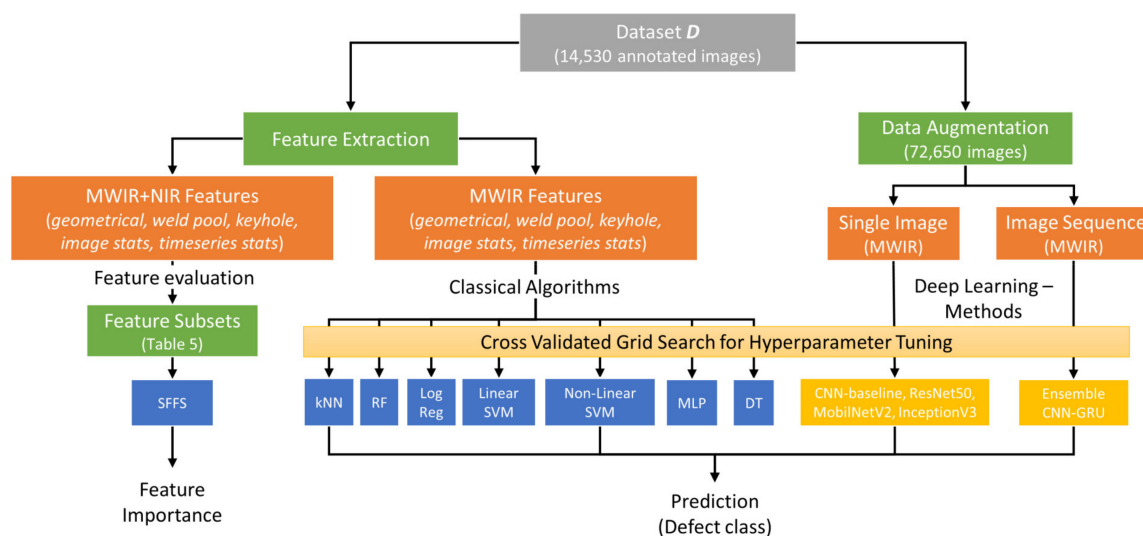 Dataset D
(14,530 annotated images)
Feature Extraction
Data Augmentation
(72,650 images)
MWIR+NIR Features
(geometrical, weld pool, keyhole,
image stats, timeseries stats)
MWIR Features
(geometrical, weld pool, keyhole,
image stats, timeseries stats)
Single Image
(MWIR)
Image Sequence
(MWIR)
Feature evaluation
Classical Algorithms
Deep Learning –
Methods
Feature Subsets
(Table 5)
Cross Validated Grid Search for Hyperparameter Tuning
SFFS
kNN
RF
Log
Reg
Linear
SVM
Non-Linear
SVM
MLP
DT
CNN-baseline, ResNet50,
MobilNetV2, InceptionV3
Ensemble
CNN-GRU
Feature
Importance
Prediction
(Defect class)